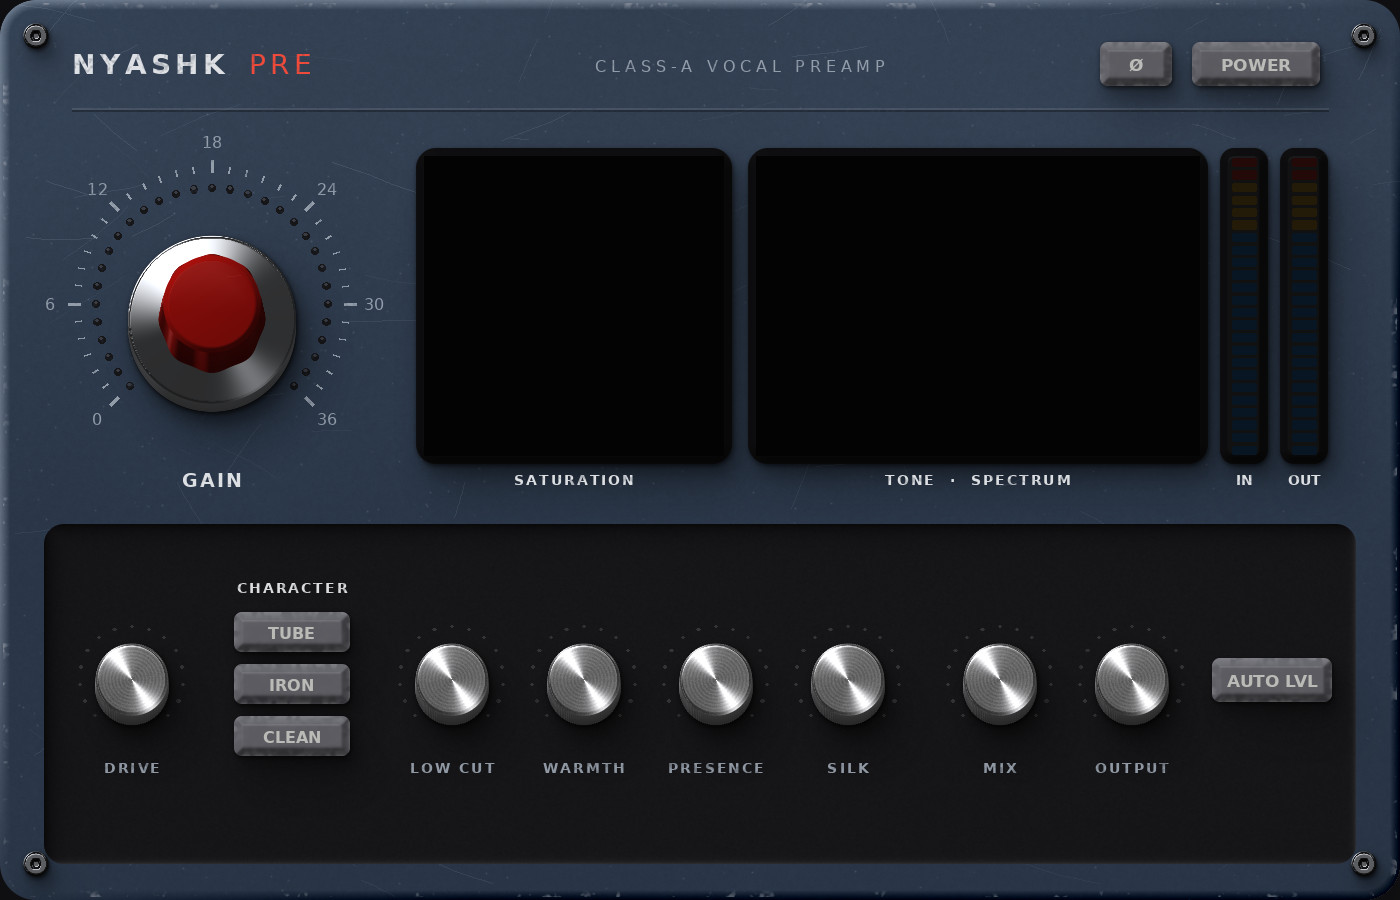 NYASHK PRE
CLASS-A VOCAL PREAMP
Ø
POWER
18
12
24
6
30
0
36
GAIN
SATURATION
TONE · SPECTRUM
IN
OUT
CHARACTER
TUBE
IRON
CLEAN
AUTO LVL
DRIVE
LOW CUT
WARMTH
PRESENCE
SILK
MIX
OUTPUT